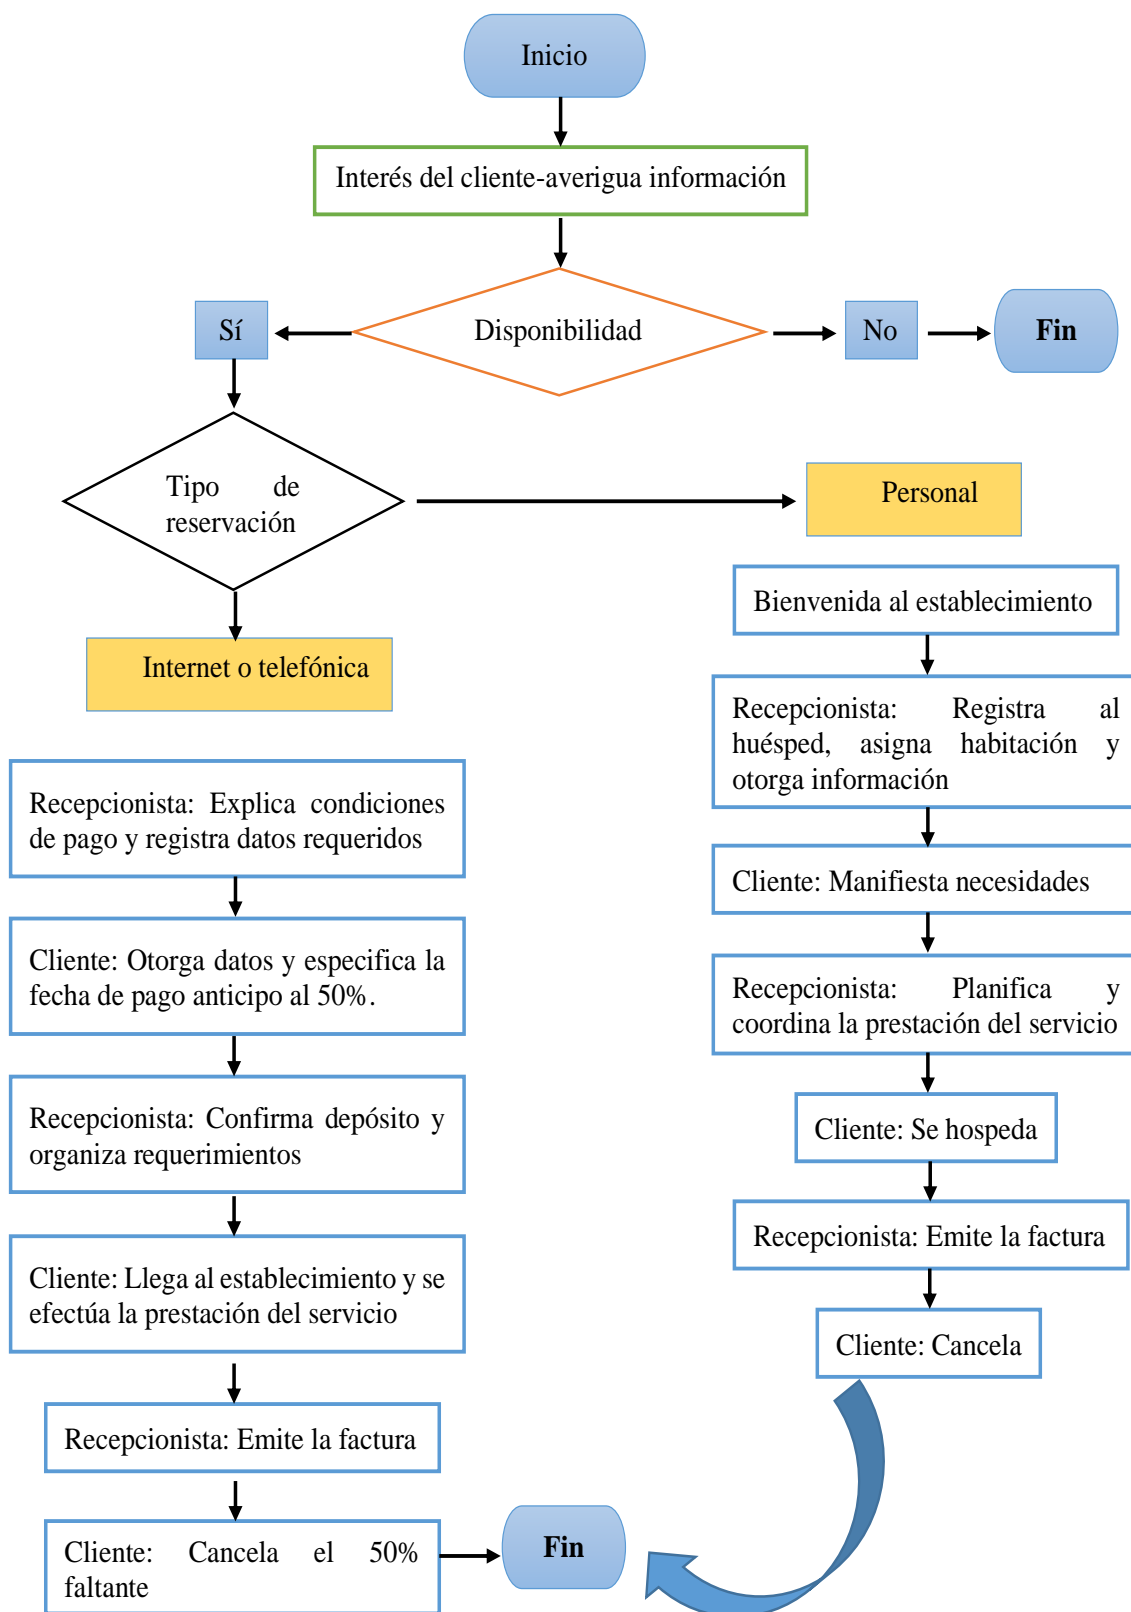 Inicio
Interés del cliente-averigua información
Disponibilidad
Sí
No
Fin
Tipo de
reservación
Personal
Internet o telefónica
Recepcionista: Explica condiciones
de pago y registra datos requeridos
Cliente: Otorga datos y especifica la
fecha de pago anticipo al 50%.
Recepcionista: Confirma depósito y
organiza requerimientos
Cliente: Llega al establecimiento y se
efectúa la prestación del servicio
Recepcionista: Emite la factura
Cliente: Cancela el 50%
faltante
Bienvenida al establecimiento
Recepcionista: Registra al
huésped, asigna habitación y
otorga información
Cliente: Manifiesta necesidades
Recepcionista: Planifica y
coordina la prestación del servicio
Cliente: Se hospeda
Recepcionista: Emite la factura
Cliente: Cancela
Fin